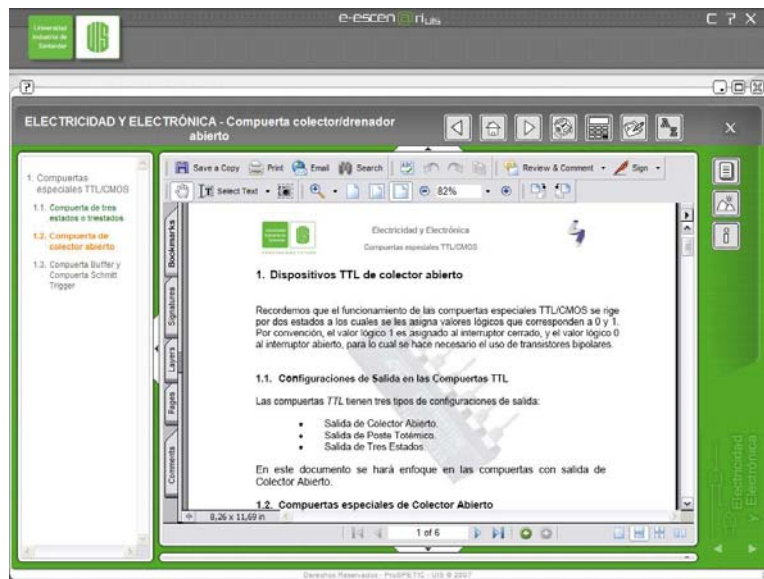 Universidad
Industrial de
Santander
UIS
e-escen@riUIS
C ? X
?
ELECTRICIDAD Y ELECTRÓNICA - Compuerta colector/drenador
abierto
X
1. Compuertas
especiales TTL/CMOS
1.1. Compuerta de tres
estados o triestados
1.2. Compuerta de
colector abierto
1.3. Compuerta Buffer y
Compuerta Schmitt
Trigger
Save a Copy Print Email Search Review & Comment Sign
Select Text 82%
Bookmarks
Signatures
Layers
Pages
Comments
Electricidad y Electrónica
Compuertas especiales TTL/CMOS
1. Dispositivos TTL de colector abierto
Recordemos que el funcionamiento de las compuertas especiales TTL/CMOS se rige
por dos estados a los cuales se les asigna valores lógicos que corresponden a 0 y 1.
Por convención, el valor lógico 1 es asignado al interruptor cerrado, y el valor lógico 0
al interruptor abierto, para lo cual se hace necesario el uso de transistores bipolares.
1.1. Configuraciones de Salida en las Compuertas TTL
Las compuertas TTL tienen tres tipos de configuraciones de salida:
• Salida de Colector Abierto.
• Salida de Poste Totémico.
• Salida de Tres Estados.
En este documento se hará enfoque en las compuertas con salida de
Colector Abierto.
1.2. Compuertas especiales de Colector Abierto
8,26 x 11,69 in
1 of 6
Electricidad
y Electrónica
Derechos Reservados - ProSPETIC - UIS © 2007